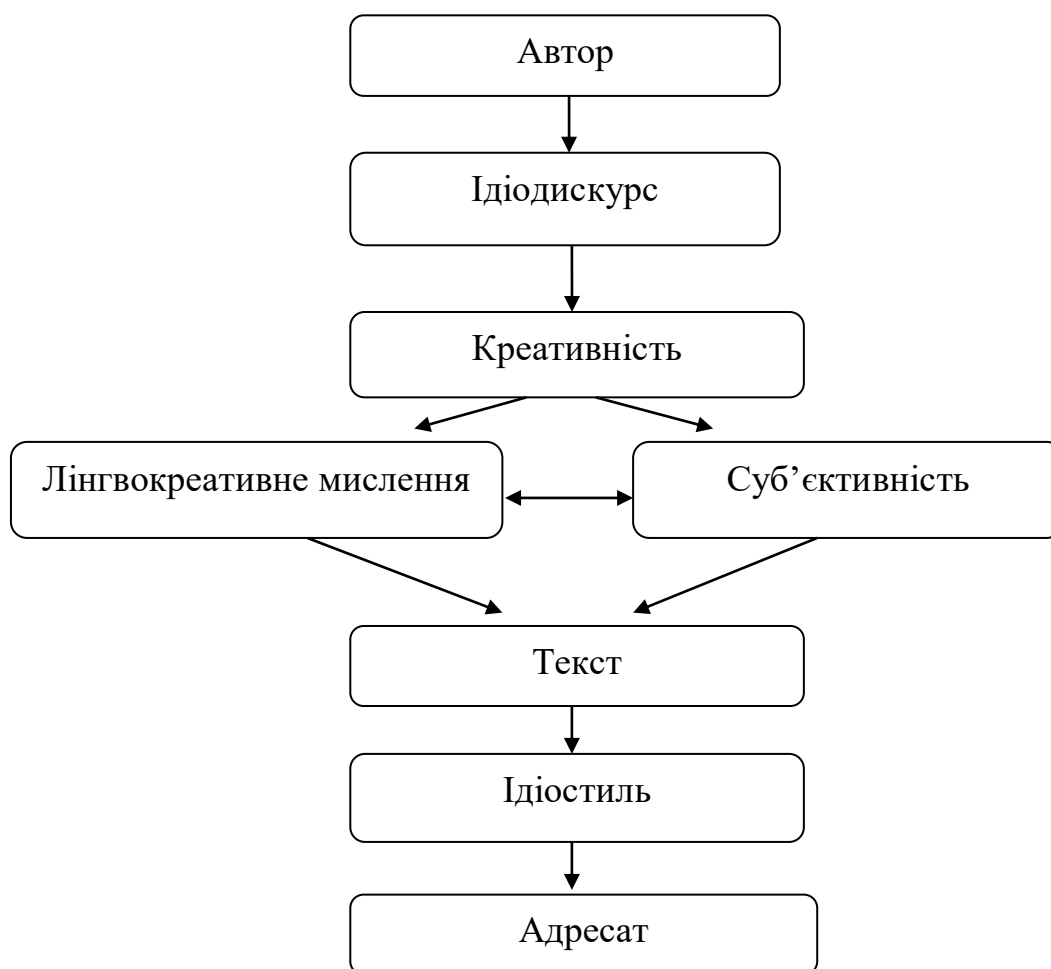 Автор
Ідіодискурс
Креативність
Лінгвокреативне мислення
Суб’єктивність
Текст
Ідіостиль
Адресат